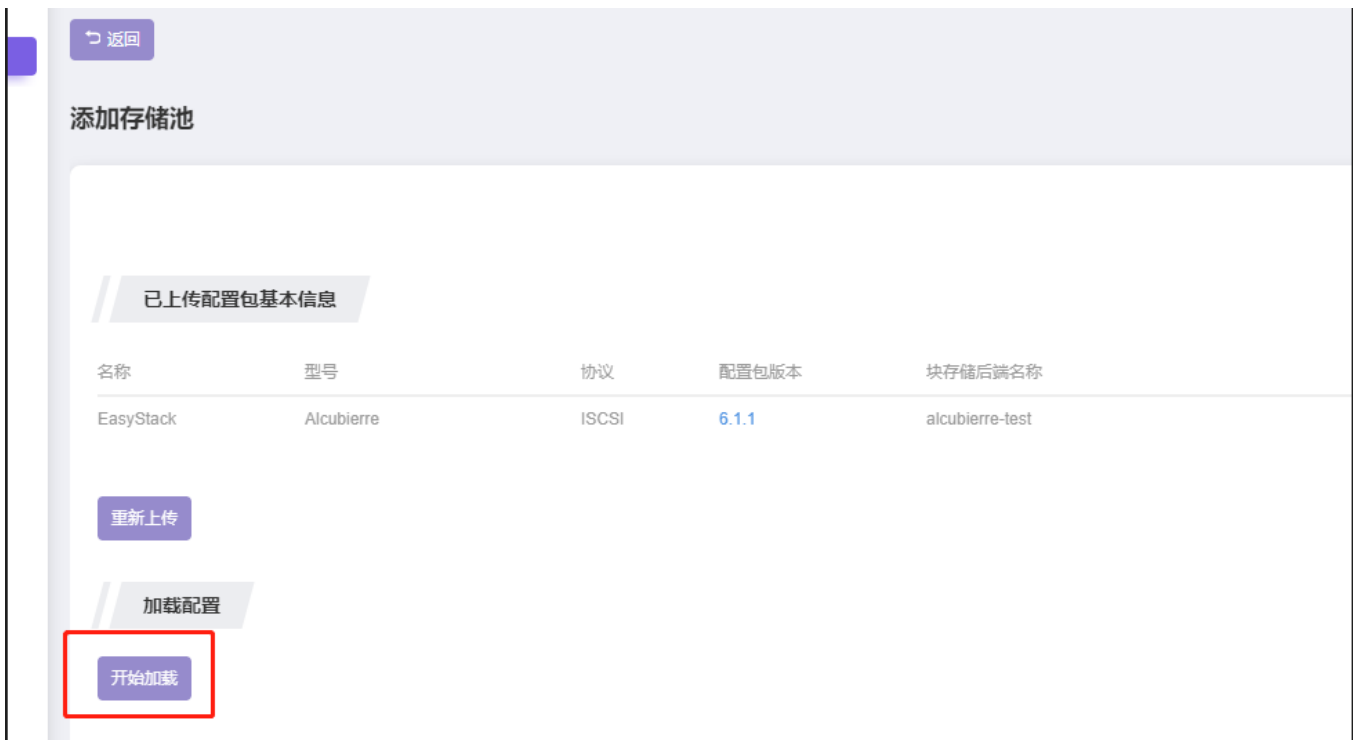 返回
添加存储池
已上传配置包基本信息
名称 型号 协议 配置包版本 块存储后端名称
EasyStack Alcubierre ISCSI 6.1.1 alcubierre-test
重新上传
加载配置
开始加载